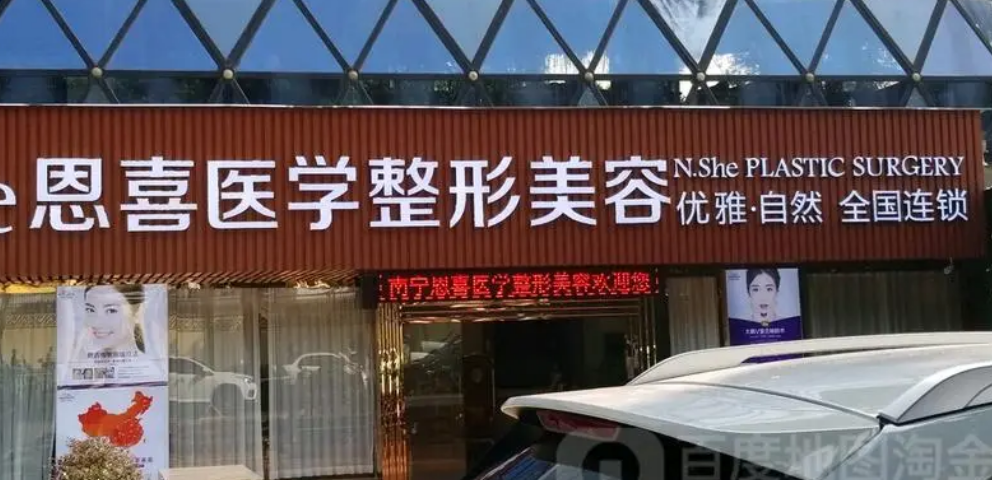 e恩喜医学整形美容
N.She PLASTIC SURGERY
优雅·自然 全国连锁
南宁恩喜医学整形美容欢迎您
百度地图淘金